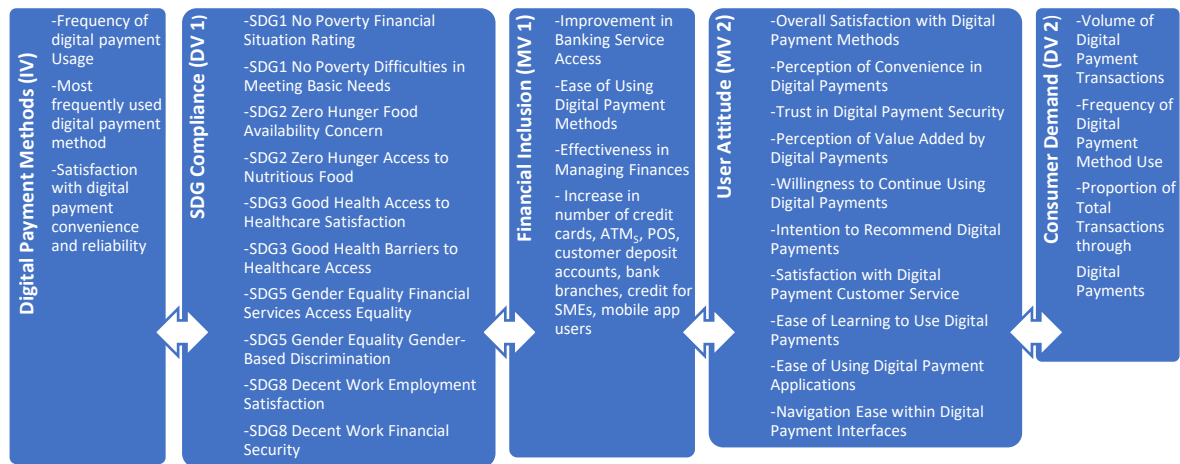 Digital Payment Methods (IV)
-Frequency of
digital payment
Usage
-Most
frequently used
digital payment
method
-Satisfaction
with digital
payment
convenience
and reliability
SDG Compliance (DV 1)
-SDG1 No Poverty Financial
Situation Rating
-SDG1 No Poverty Difficulties in
Meeting Basic Needs
-SDG2 Zero Hunger Food
Availability Concern
-SDG2 Zero Hunger Access to
Nutritious Food
-SDG3 Good Health Access to
Healthcare Satisfaction
-SDG3 Good Health Barriers to
Healthcare Access
-SDG5 Gender Equality Financial
Services Access Equality
-SDG5 Gender Equality Gender-
Based Discrimination
-SDG8 Decent Work Employment
Satisfaction
-SDG8 Decent Work Financial
Security
Financial Inclusion (MV 1)
-Improvement in
Banking Service
Access
-Ease of Using
Digital Payment
Methods
-Effectiveness in
Managing Finances
- Increase in
number of credit
cards, ATMs, POS,
customer deposit
accounts, bank
branches, credit for
SMEs, mobile app
users
User Attitude (MV 2)
-Overall Satisfaction with Digital
Payment Methods
-Perception of Convenience in
Digital Payments
-Trust in Digital Payment Security
-Perception of Value Added by
Digital Payments
-Willingness to Continue Using
Digital Payments
-Intention to Recommend Digital
Payments
-Satisfaction with Digital
Payment Customer Service
-Ease of Learning to Use Digital
Payments
-Ease of Using Digital Payment
Applications
-Navigation Ease within Digital
Payment Interfaces
Consumer Demand (DV 2)
-Volume of
Digital
Payment
Transactions
-Frequency of
Digital
Payment
Method Use
-Proportion of
Total
Transactions
through
Digital
Payments